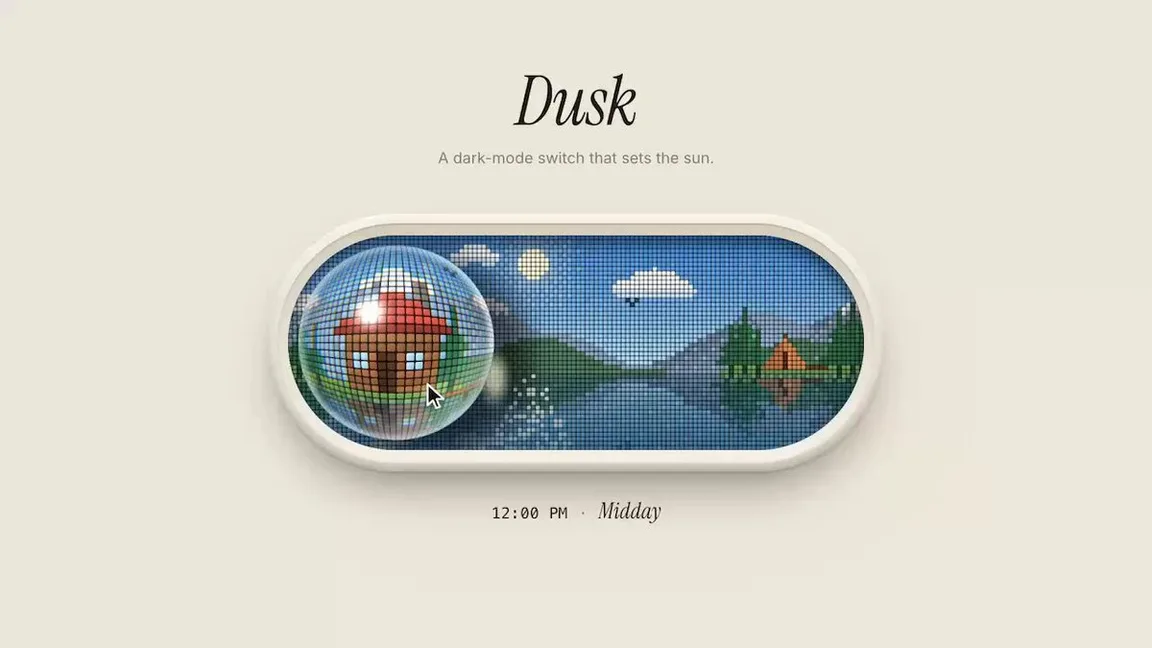 Dusk
A dark-mode switch that sets the sun.
12:00 PM · Midday